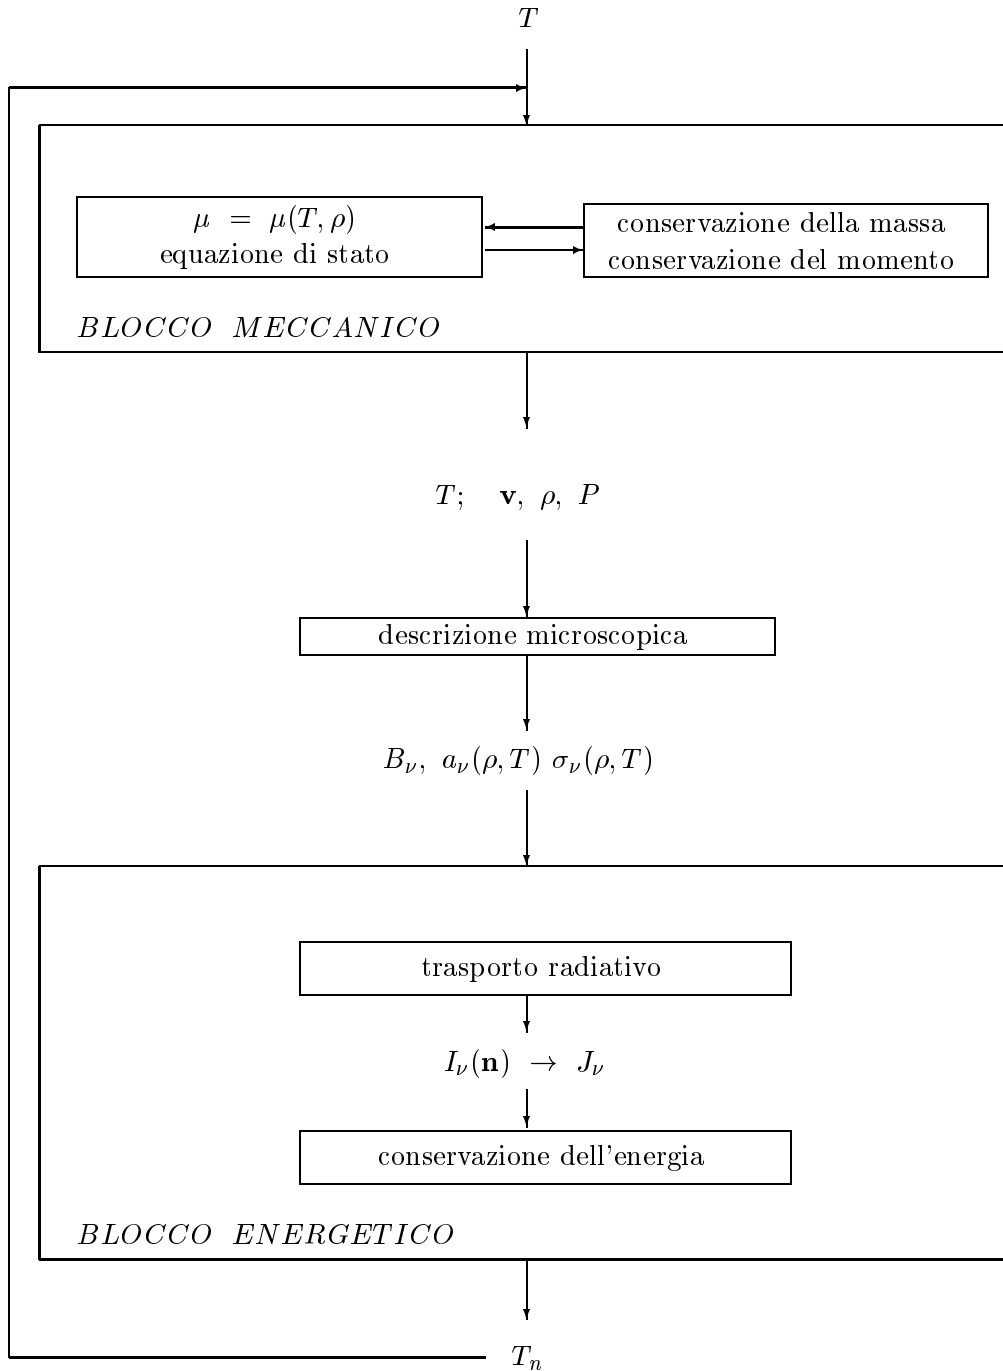 T
μ = μ(T, ρ)
equazione di stato
conservazione della massa
conservazione del momento
BLOCCO MECCANICO
T; v, ρ, P
descrizione microscopica
B_ν, a_ν(ρ, T) σ_ν(ρ, T)
trasporto radiativo
I_ν(n) → J_ν
conservazione dell'energia
BLOCCO ENERGETICO
T_n